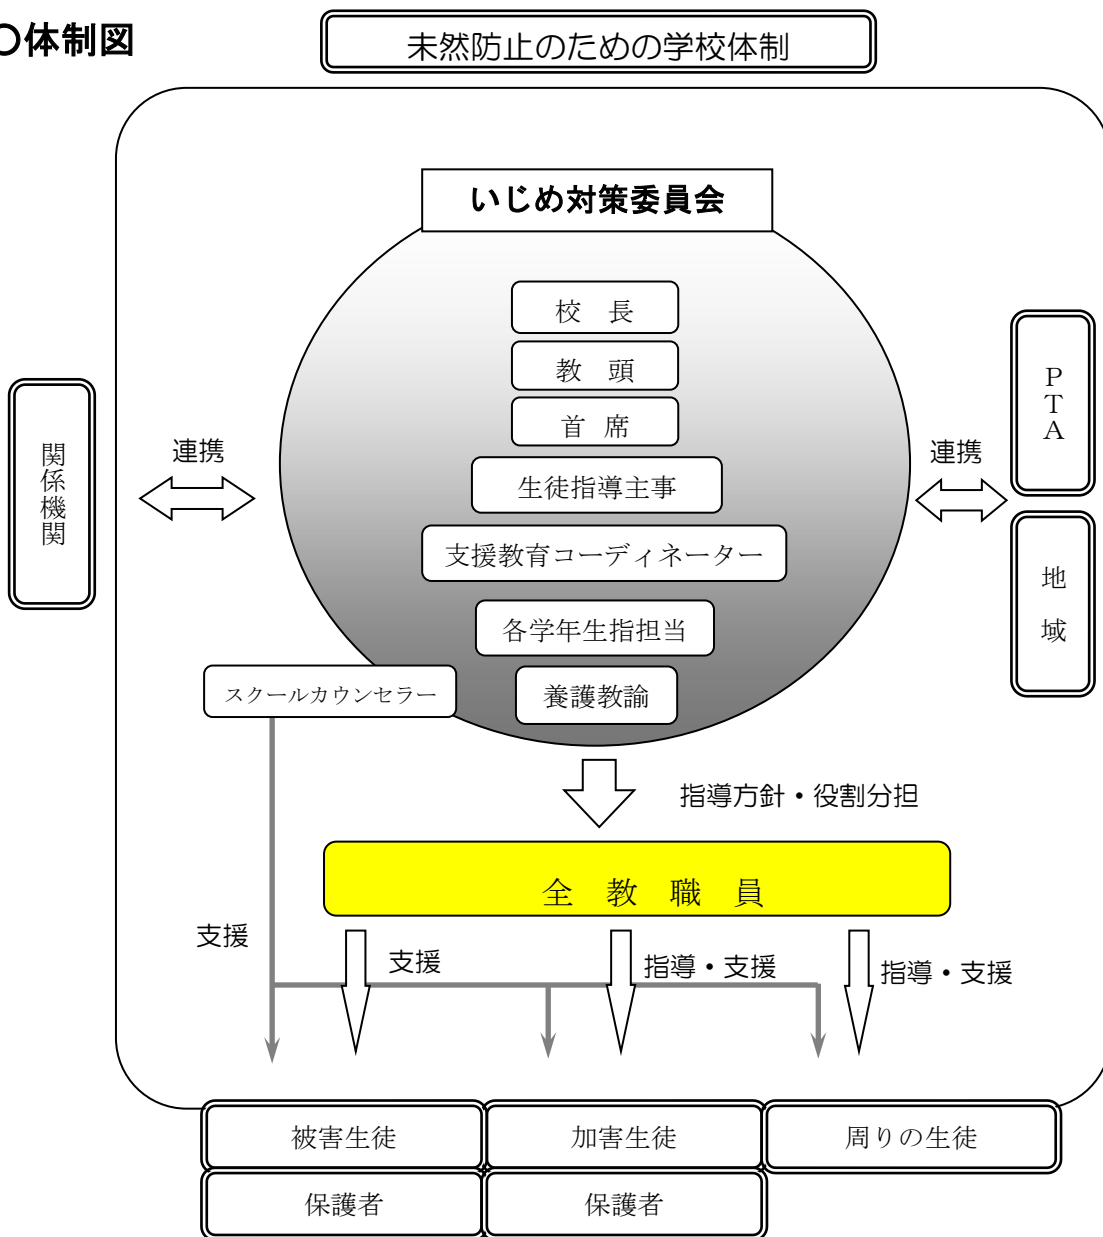 〇体制図
未然防止のための学校体制
いじめ対策委員会
校　長
教　頭
首 席
生徒指導主事
支援教育コーディネーター
各学年生指担当
養護教諭
スクールカウンセラー
関係機関
連携
連携
PTA
地　域
指導方針・役割分担
全　教　職　員
支援
支援
指導・支援
指導・支援
被害生徒
加害生徒
周りの生徒
保護者
保護者